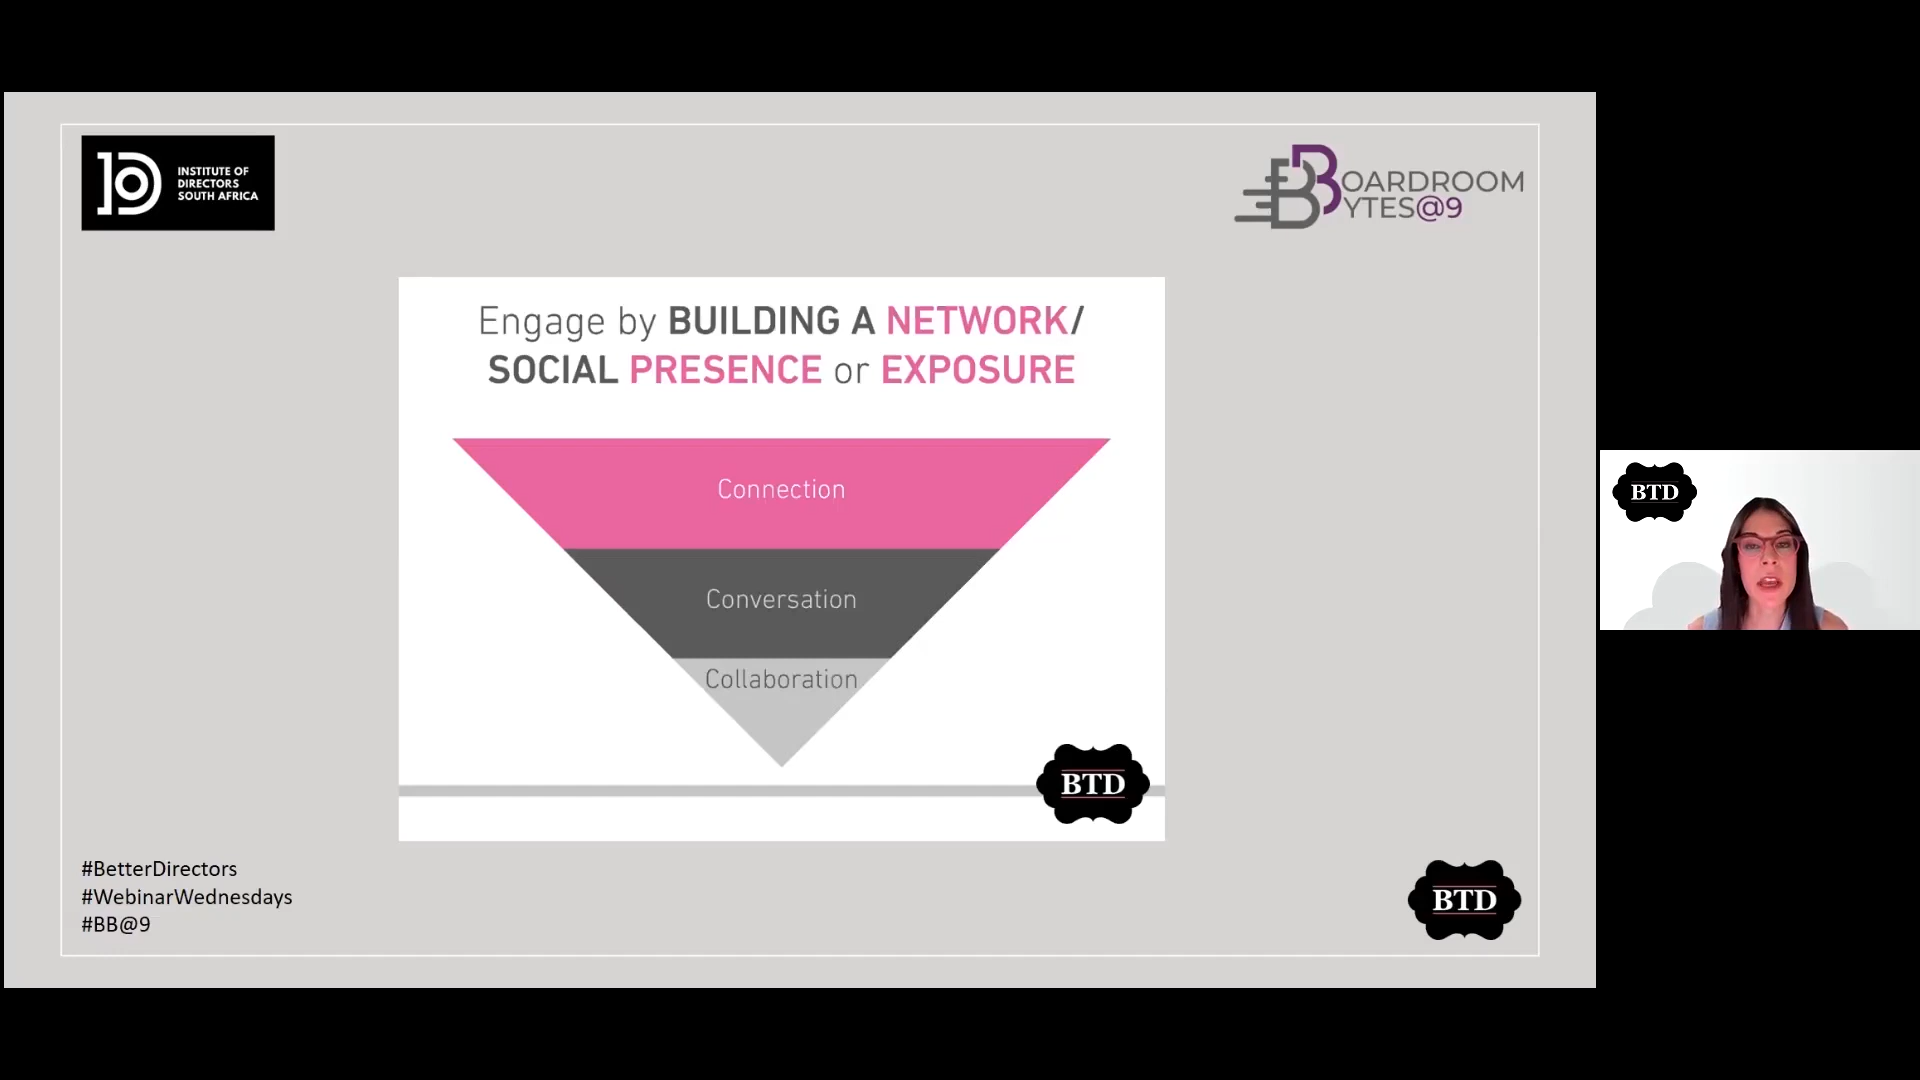 INSTITUTE OF
DIRECTORS
SOUTH AFRICA
BOARDROOM
BYTES@9
Engage by BUILDING A NETWORK/
SOCIAL PRESENCE or EXPOSURE
Connection
Conversation
Collaboration
BTD
#BetterDirectors
#WebinarWednesdays
#BB@9
BTD
BTD